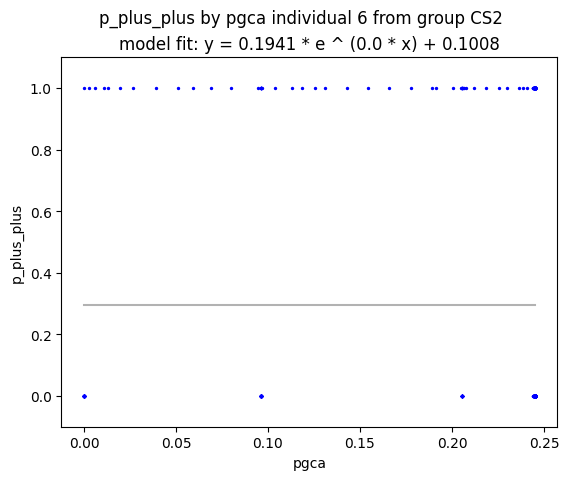 p_plus_plus by pgca individual 6 from group CS2
model fit: y = 0.1941 * e ^ (0.0 * x) + 0.1008
1.0
0.8
0.6
0.4
0.2
0.0
p_plus_plus
0.00 0.05 0.10 0.15 0.20 0.25
pgca